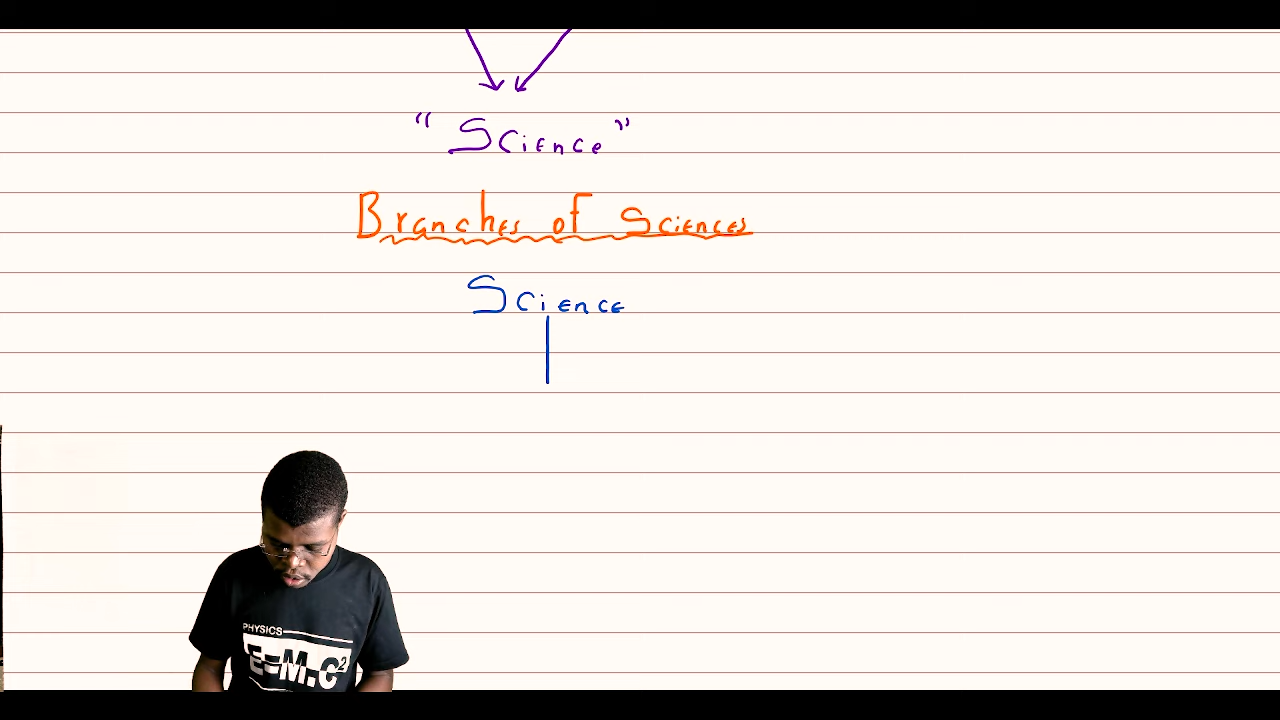 "Science"
Branches of Sciences
Science
PHYSICS
E=M.C²